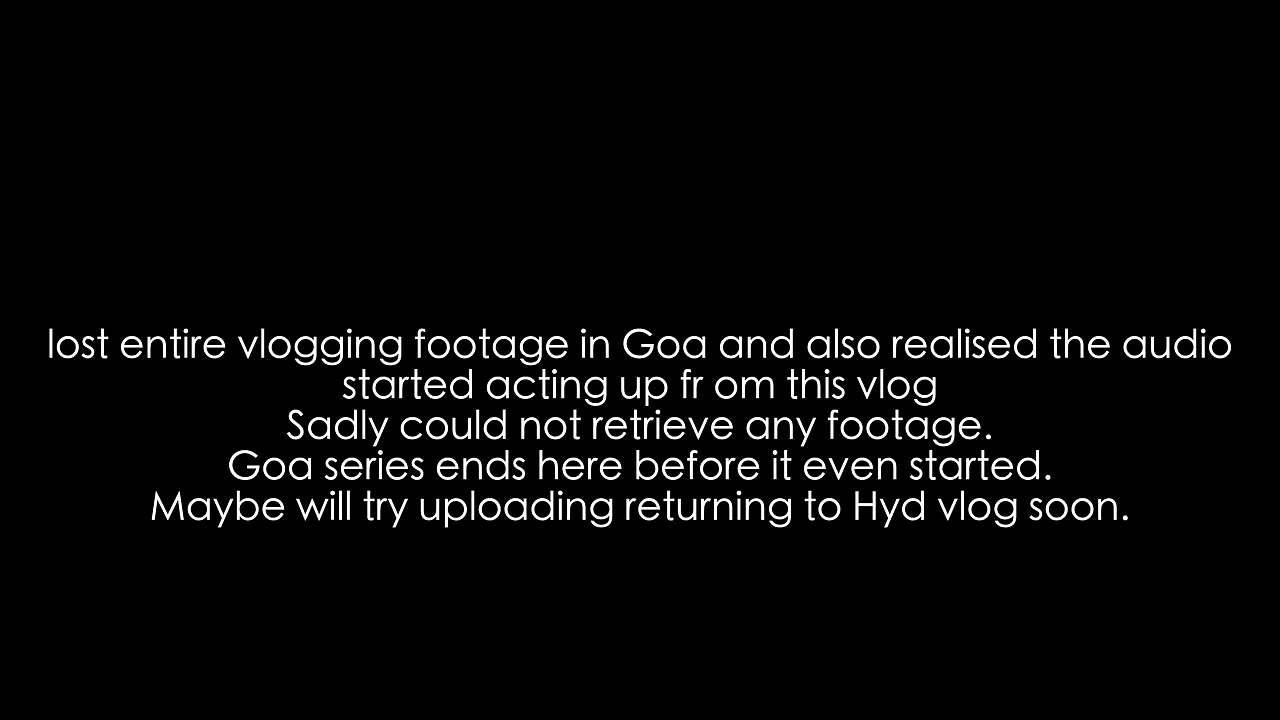 lost entire vlogging footage in Goa and also realised the audio
started acting up fr om this vlog
Sadly could not retrieve any footage.
Goa series ends here before it even started.
Maybe will try uploading returning to Hyd vlog soon.